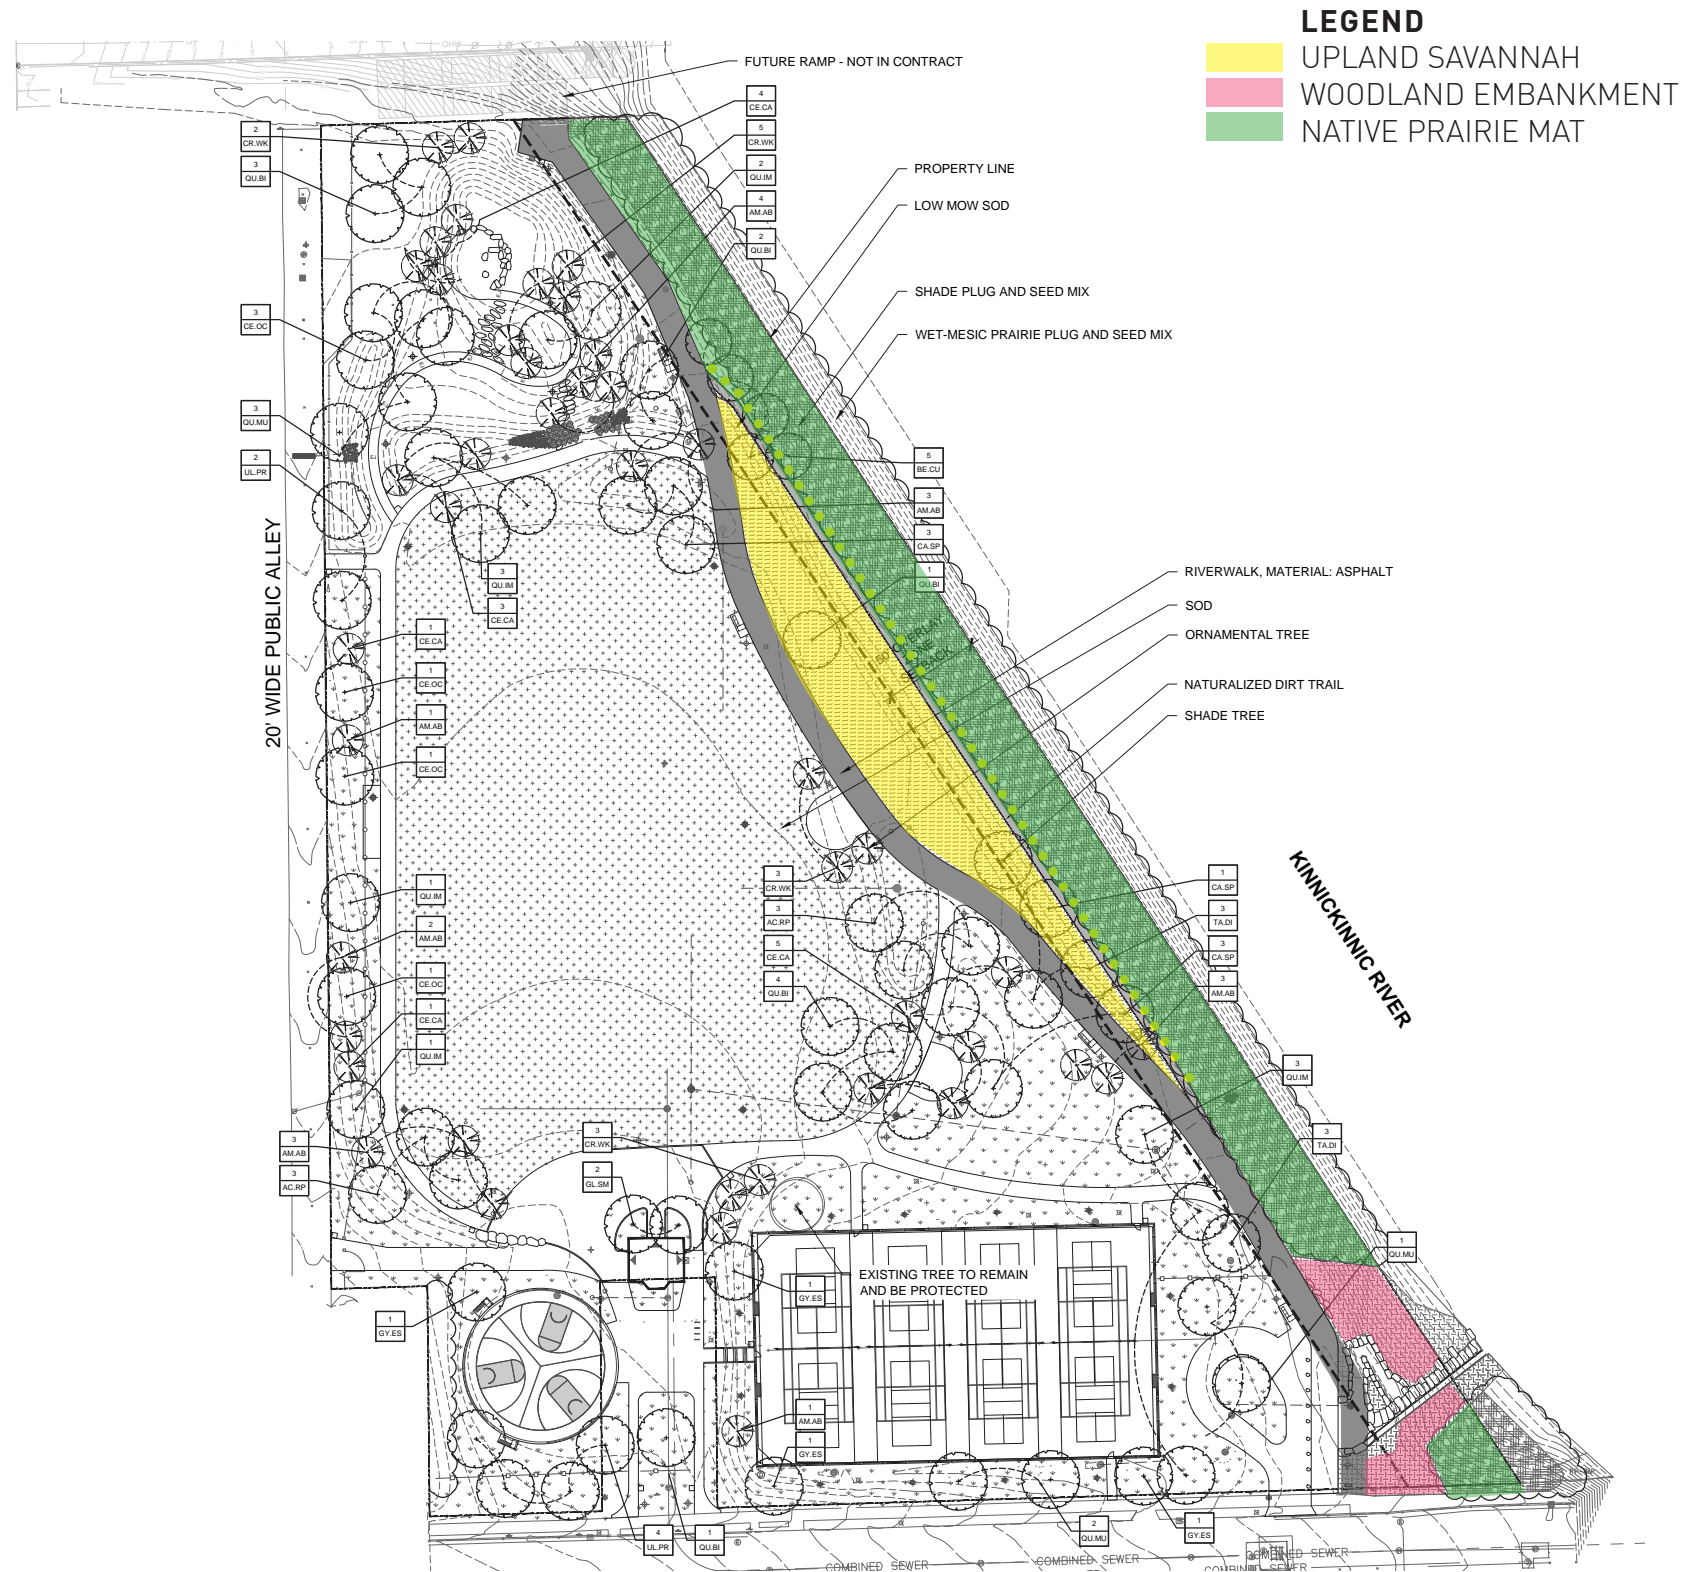 LEGEND
UPLAND SAVANNAH
WOODLAND EMBANKMENT
NATIVE PRAIRIE MAT
OHW
FUTURE RAMP - NOT IN CONTRACT
4
CE.CA
5
CR.WK
2
QU.IM
4
AM.AB
2
QU.BI
2
CR.WK
3
QU.BI
3
CE.OC
3
QU.MU
2
UL.PR
PROPERTY LINE
LOW MOW SOD
SHADE PLUG AND SEED MIX
WET-MESIC PRAIRIE PLUG AND SEED MIX
5
BE.CU
3
AM.AB
3
CA.SP
1
QU.BI
20' WIDE PUBLIC ALLEY
3
QU.IM
3
CE.CA
1
CE.CA
1
CE.OC
1
AM.AB
1
CE.OC
RIVERWALK, MATERIAL: ASPHALT
SOD
ORNAMENTAL TREE
NATURALIZED DIRT TRAIL
SHADE TREE
OVERLAY
KINNICKINNIC RIVER
1
QU.IM
2
AM.AB
1
CE.OC
1
CE.CA
1
QU.IM
3
CR.WK
3
AC.RP
5
CE.CA
4
QU.BI
1
CA.SP
3
TA.DI
3
CA.SP
3
AM.AB
3
QU.IM
3
TA.DI
1
QU.MU
3
AM.AB
3
AC.RP
3
CR.WK
2
GL.SM
1
GY.ES
EXISTING TREE TO REMAIN
AND BE PROTECTED
1
GY.ES
1
AM.AB
1
GY.ES
4
UL.PR
1
QU.BI
2
QU.MU
1
GY.ES
COMBINED SEWER
COMBINED SEWER
COMBINED SEWER
COMBINED SEWER